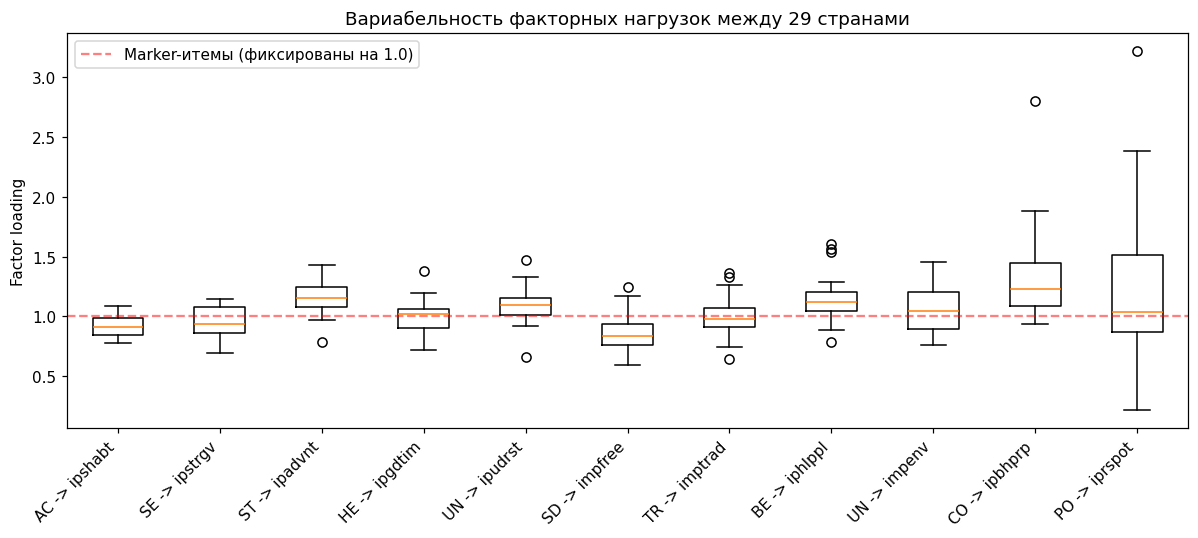 Вариабельность факторных нагрузок между 29 странами
Marker-итемы (фиксированы на 1.0)
Factor loading
3.0
2.5
2.0
1.5
1.0
0.5
AC -> ipshabt
SE -> ipstrgv
ST -> ipadvnt
HE -> ipgdtim
UN -> ipudrst
SD -> impfree
TR -> imptrad
BE -> iphlppl
UN -> impenv
CO -> ipbhprp
PO -> iprspot